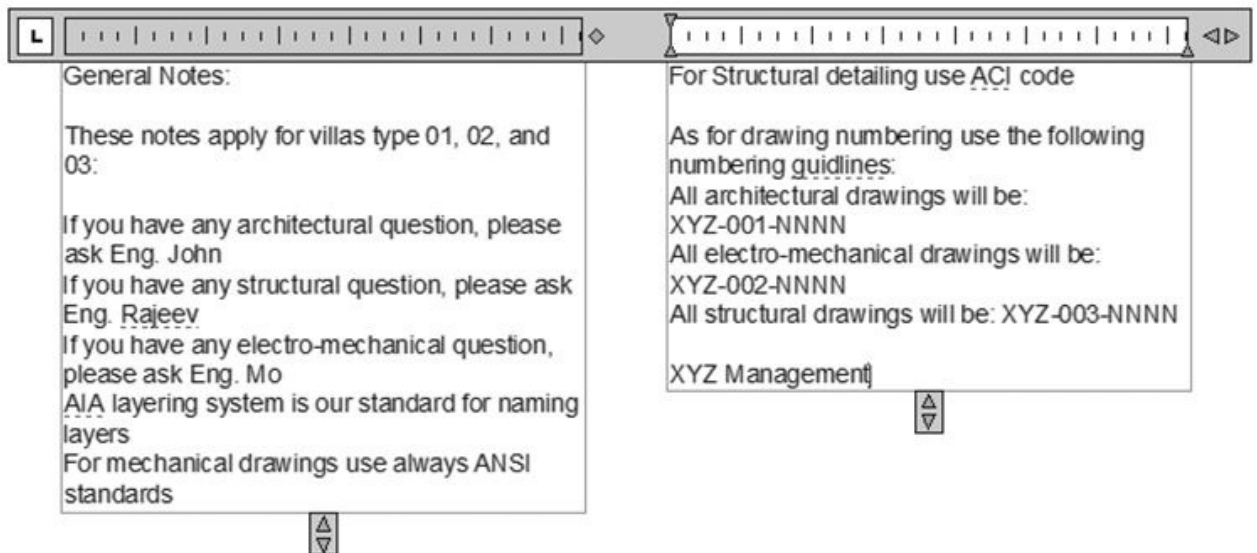 L
General Notes:
These notes apply for villas type 01, 02, and
03:
If you have any architectural question, please
ask Eng. John
If you have any structural question, please ask
Eng. Rajeev
If you have any electro-mechanical question,
please ask Eng. Mo
AIA layering system is our standard for naming
layers
For mechanical drawings use always ANSI
standards
For Structural detailing use ACI code
As for drawing numbering use the following
numbering guidlines:
All architectural drawings will be:
XYZ-001-NNNN
All electro-mechanical drawings will be:
XYZ-002-NNNN
All structural drawings will be: XYZ-003-NNNN
XYZ Management